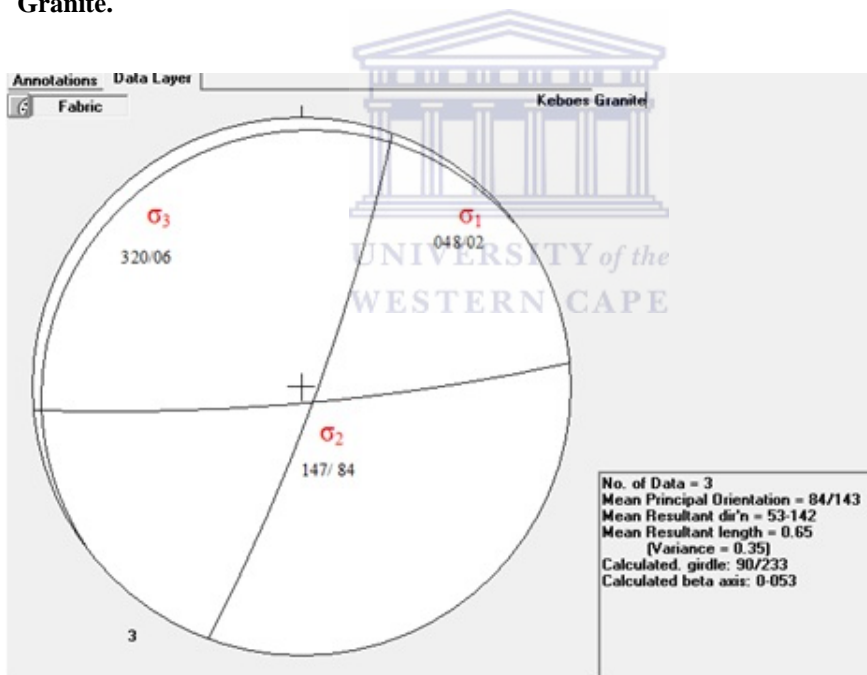 Granite.
Annotations Data Layer
Fabric
Keboes Granite
σ3
320/06
σ1
048/02
UNIVERSITY of the
WESTERN CAPE
σ2
147/ 84
3
No. of Data = 3
Mean Principal Orientation = 84/143
Mean Resultant dir'n = 53-142
Mean Resultant length = 0.65
(Variance = 0.35)
Calculated. girdle: 90/233
Calculated beta axis: 0-053